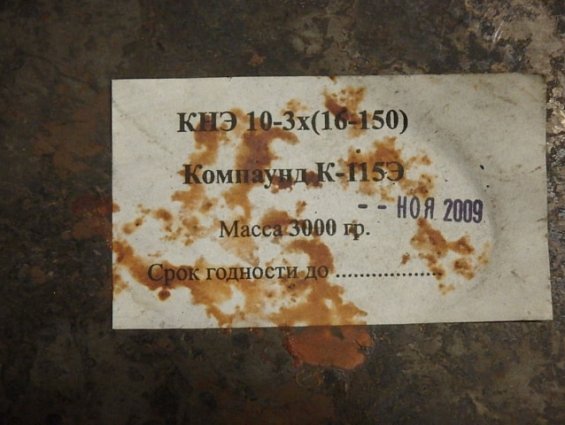 КНЭ 10-3х(16-150)
Компаунд К-115Э
-- НОЯ 2009
Масса 3000 гр.
Срок годности до ..................